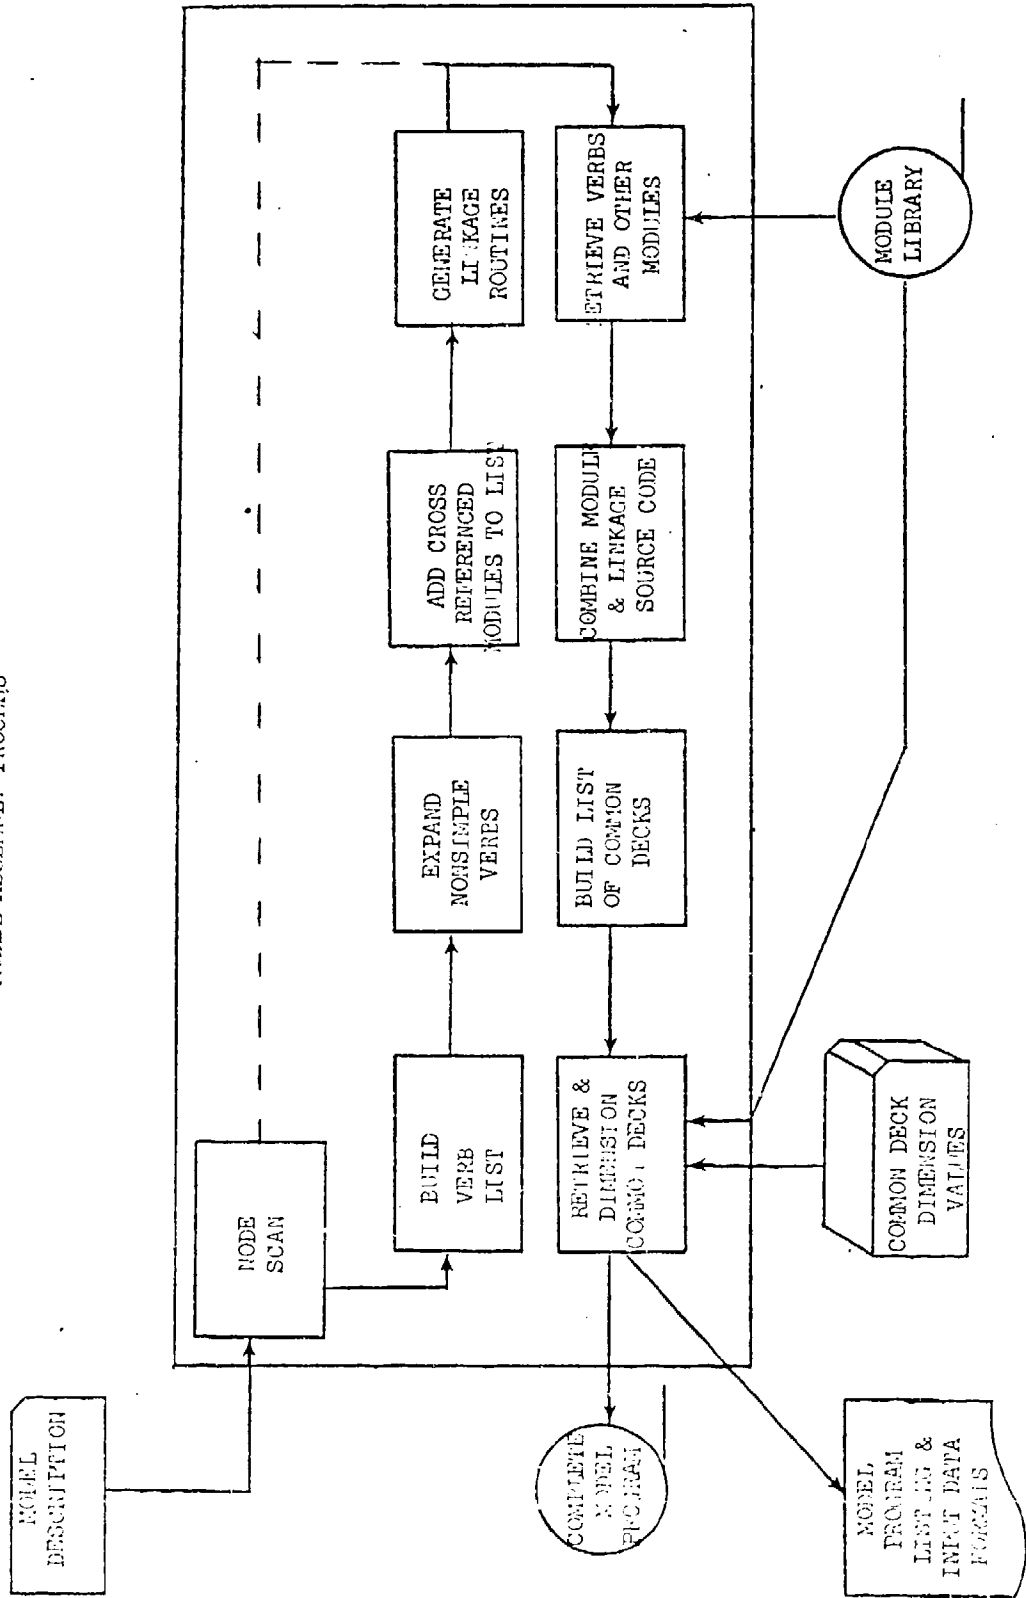 MODEL
DESCRIPTION
NODE
SCAN
BUILD
VERB
LIST
EXPAND
NONSIMPLE
VERBS
ADD CROSS
REFERENCED
MODULES TO LIST
GENERATE
LINKAGE
ROUTINES
RETRIEVE VERBS
AND OTHER
MODULES
COMBINE MODULE
& LINKAGE
SOURCE CODE
BUILD LIST
OF COMMON
DECKS
RETRIEVE &
DIMENSION
COMMON DECKS
COMPLETE
MODEL
PROGRAM
MODEL
PROGRAM
LISTING &
INPUT DATA
FORMATS
COMMON DECK
DIMENSION
VALUES
MODULE
LIBRARY